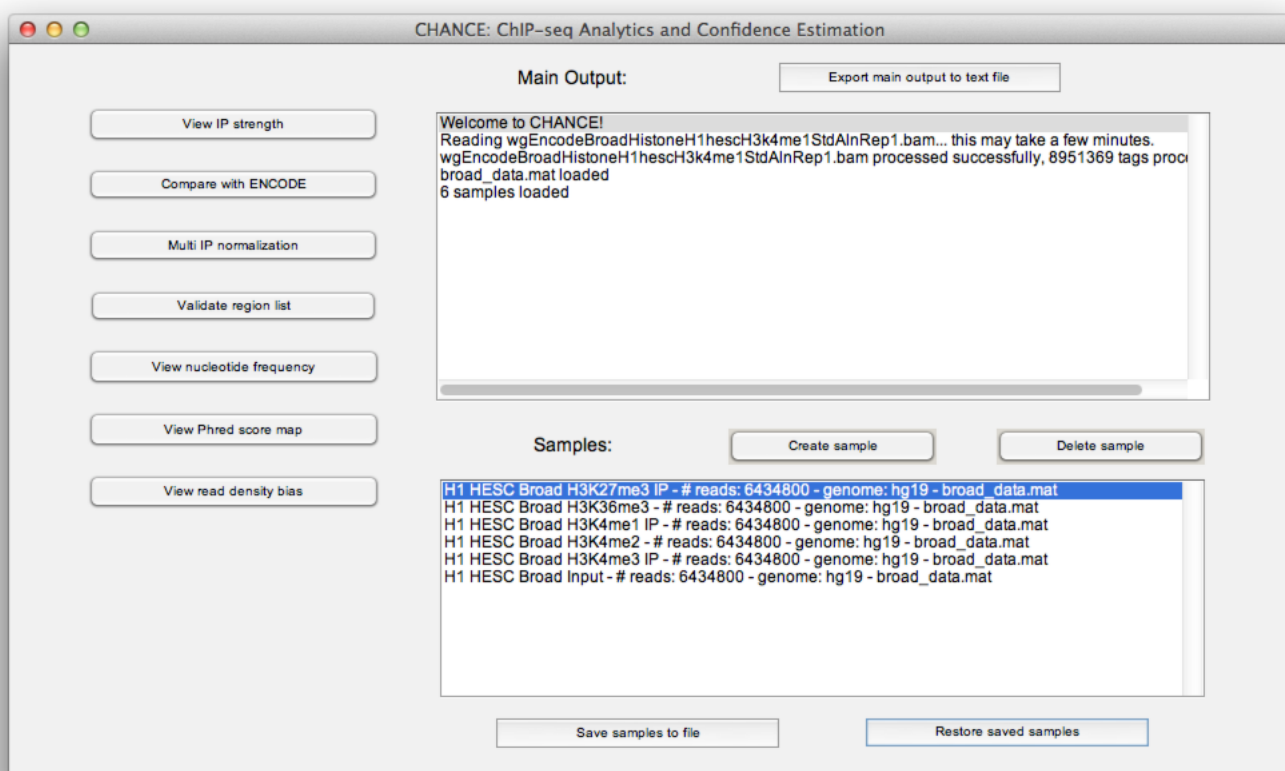 CHANCE: ChIP-seq Analytics and Confidence Estimation
Main Output:
Export main output to text file
View IP strength
Compare with ENCODE
Multi IP normalization
Validate region list
View nucleotide frequency
View Phred score map
View read density bias
Welcome to CHANCE!
Reading wgEncodeBroadHistoneH1hescH3k4me1StdAlnRep1.bam... this may take a few minutes.
wgEncodeBroadHistoneH1hescH3k4me1StdAlnRep1.bam processed successfully, 8951369 tags proc
broad_data.mat loaded
6 samples loaded
Samples:
Create sample
Delete sample
H1 HESC Broad H3K27me3 IP - # reads: 6434800 - genome: hg19 - broad_data.mat
H1 HESC Broad H3K36me3 - # reads: 6434800 - genome: hg19 - broad_data.mat
H1 HESC Broad H3K4me1 IP - # reads: 6434800 - genome: hg19 - broad_data.mat
H1 HESC Broad H3K4me2 - # reads: 6434800 - genome: hg19 - broad_data.mat
H1 HESC Broad H3K4me3 IP - # reads: 6434800 - genome: hg19 - broad_data.mat
H1 HESC Broad Input - # reads: 6434800 - genome: hg19 - broad_data.mat
Save samples to file
Restore saved samples